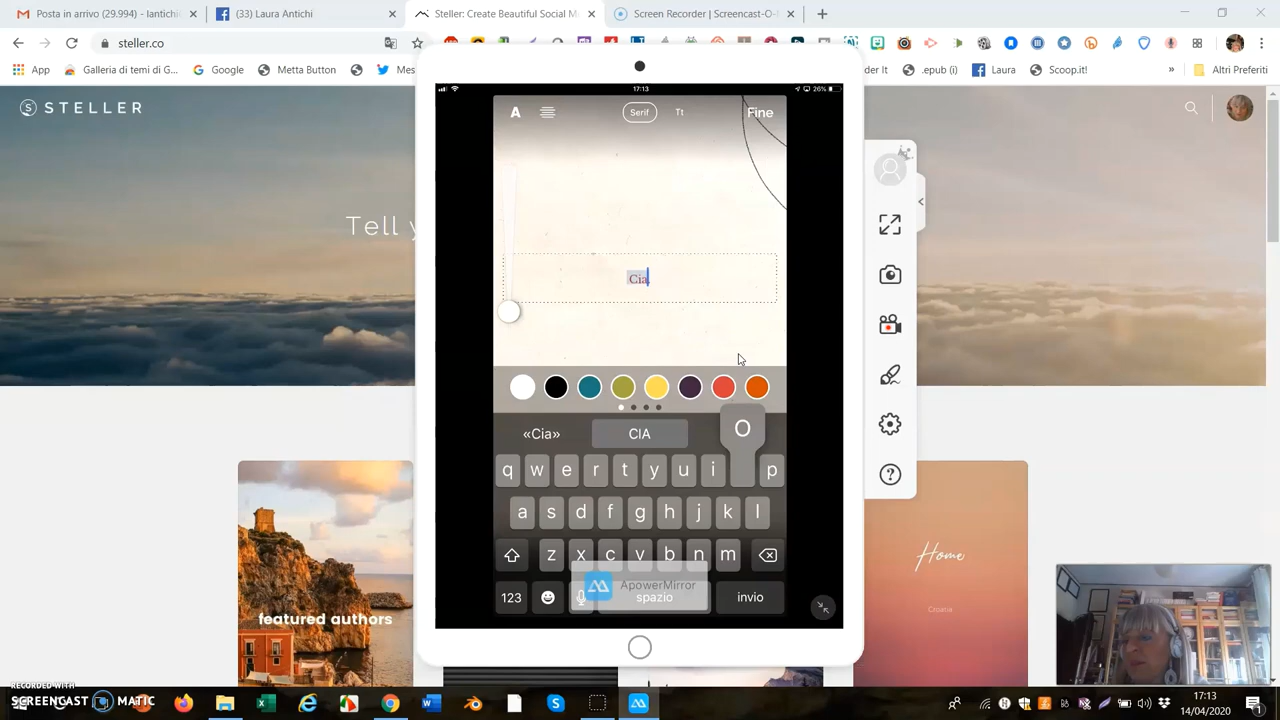 Posta in arrivo (29.994) - lantichi
(33) Laura Antichi
Steller: Create Beautiful Social M
Screen Recorder | Screencast-O-
steller.co
App
Galleria di temi di G...
Google
Metta Button
Mes
der It
.epub (i)
Laura
Scoop.it!
»
Altri Preferiti
STELLER
Tell y
17:13
26%
A
Serif
Tt
Fine
Cia
«Cia»
CIA
O
q w e r t y u i p
a s d f g h j k l
z x c v b n m
ApowerMirror
123
spazio
invio
featured authors
Home
Croatia
RECORDED WITH
SCREENCAST MATIC
17:13
14/04/2020